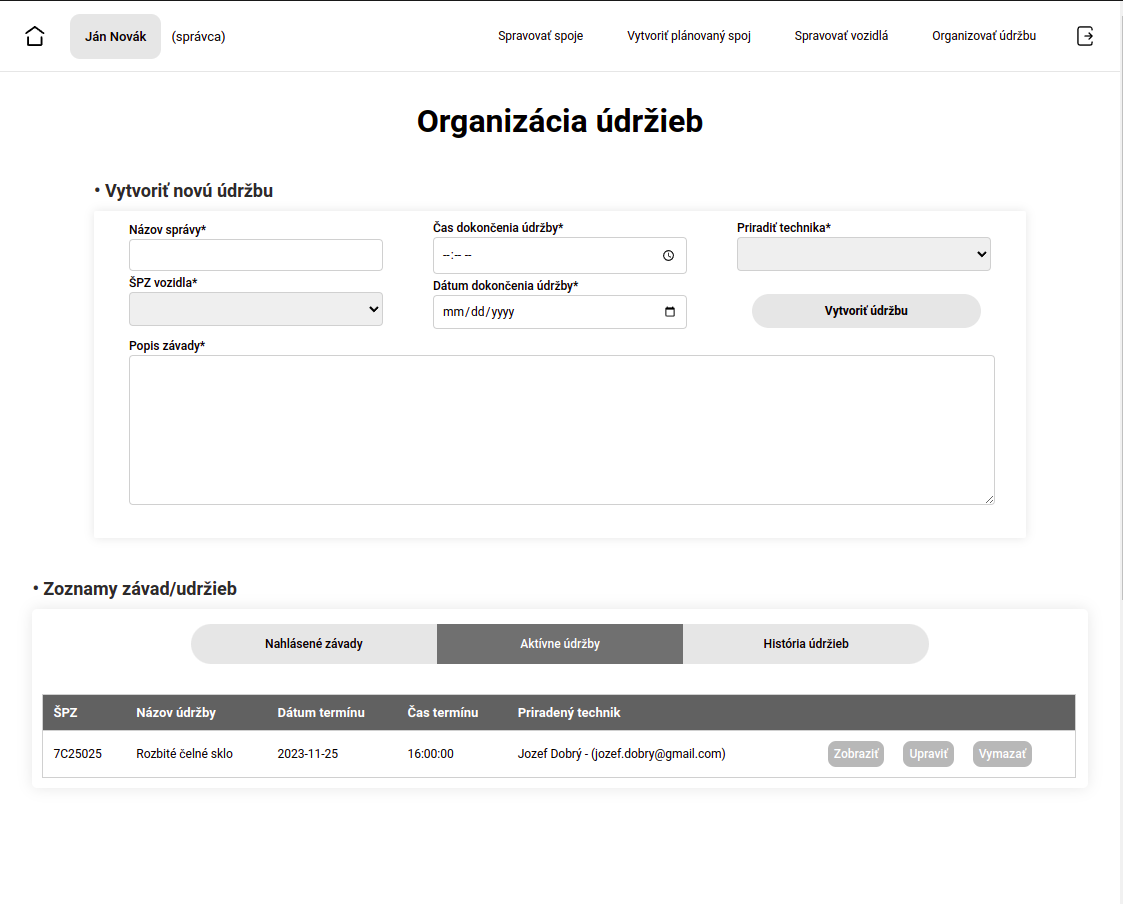 Ján Novák (správca) Spravovať spoje Vytvoriť plánovaný spoj Spravovať vozidlá Organizovať údržbu
Organizácia údržieb
• Vytvoriť novú údržbu
Názov správy* Čas dokončenia údržby* Priradiť technika*
--:-- --
ŠPZ vozidla* Dátum dokončenia údržby*
mm/dd/yyyy Vytvoriť údržbu
Popis závady*
• Zoznamy závad/udržieb
Nahlásené závady Aktívne údržby História údržieb
ŠPZ Názov údržby Dátum termínu Čas termínu Priradený technik
7C25025 Rozbité čelné sklo 2023-11-25 16:00:00 Jozef Dobrý - (jozef.dobry@gmail.com) Zobraziť Upraviť Vymazať